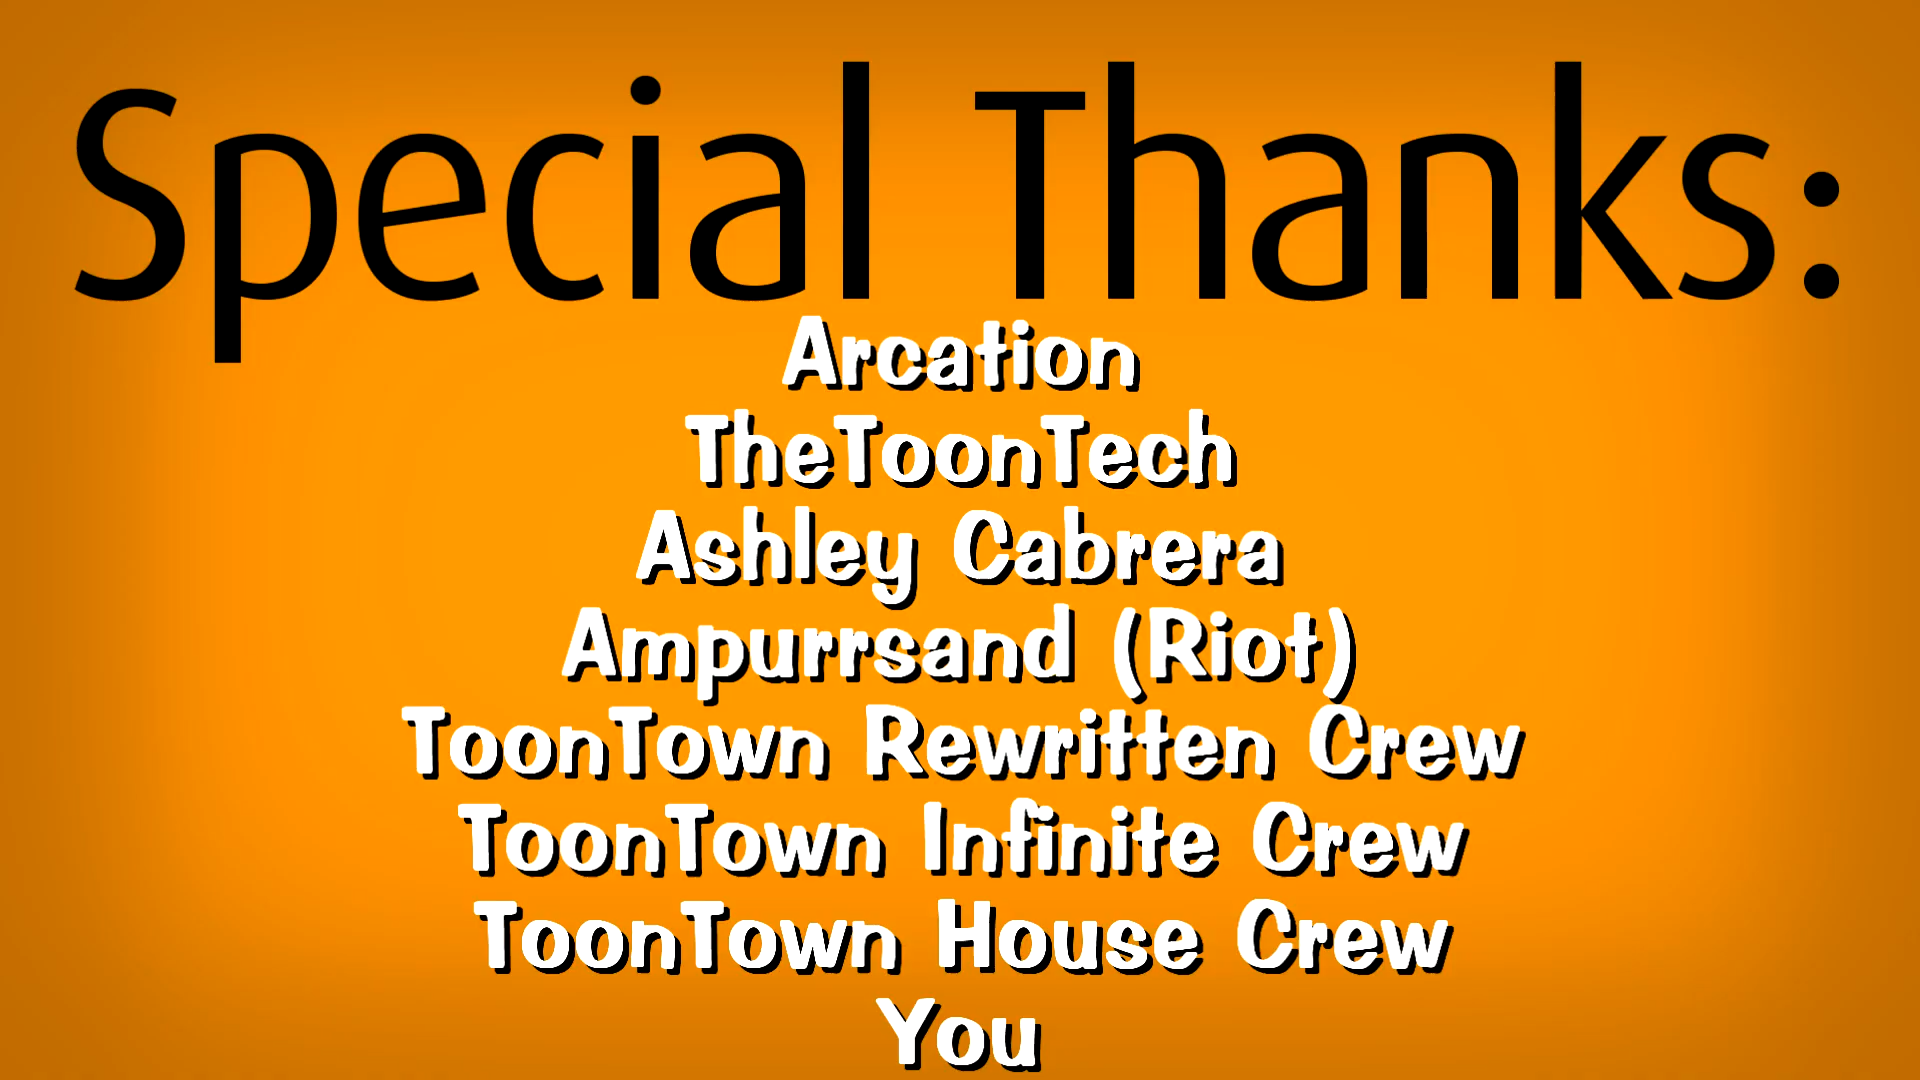 Special Thanks:
Arcation
TheToonTech
Ashley Cabrera
Ampurrsand (Riot)
ToonTown Rewritten Crew
ToonTown Infinite Crew
ToonTown House Crew
You